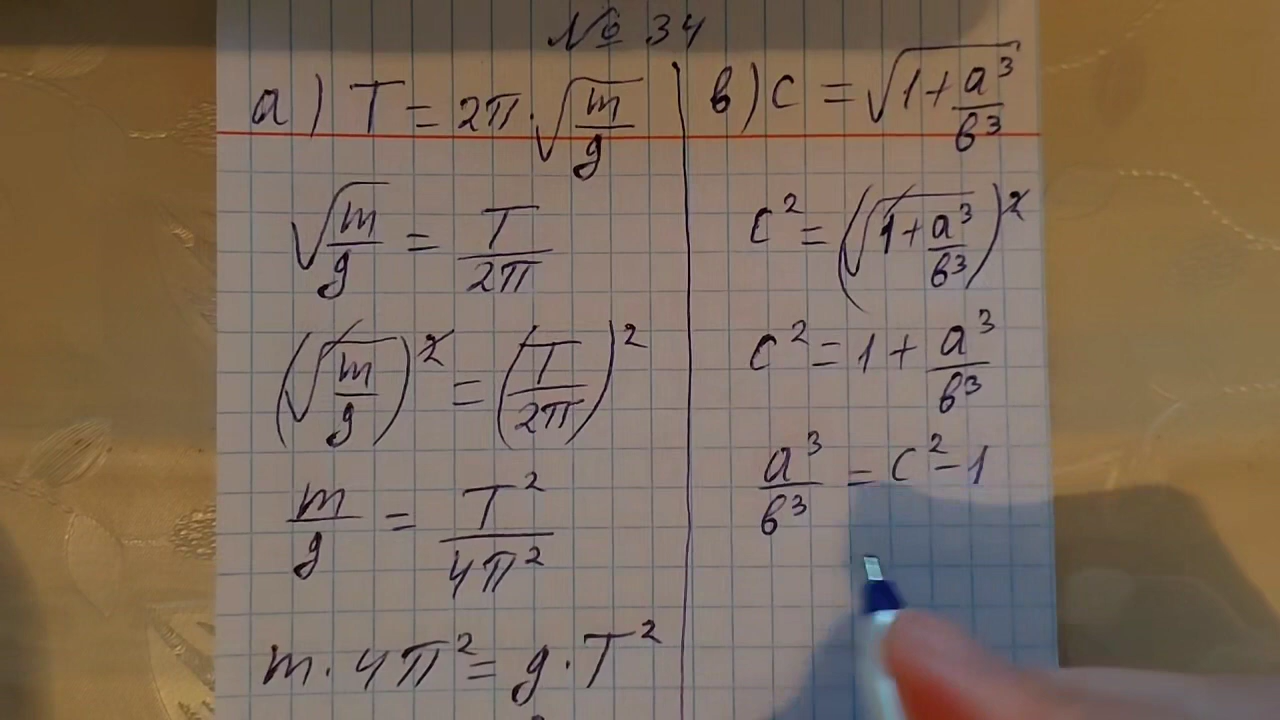 № 34
а) T = 2π · √(m/g)
√(m/g) = T/2π
(√(m/g))² = (T/2π)²
m/g = T²/4π²
m · 4π² = g · T²
в) c = √(1 + a³/в³)
c² = (√(1 + a³/в³))²
c² = 1 + a³/в³
a³/в³ = c² - 1